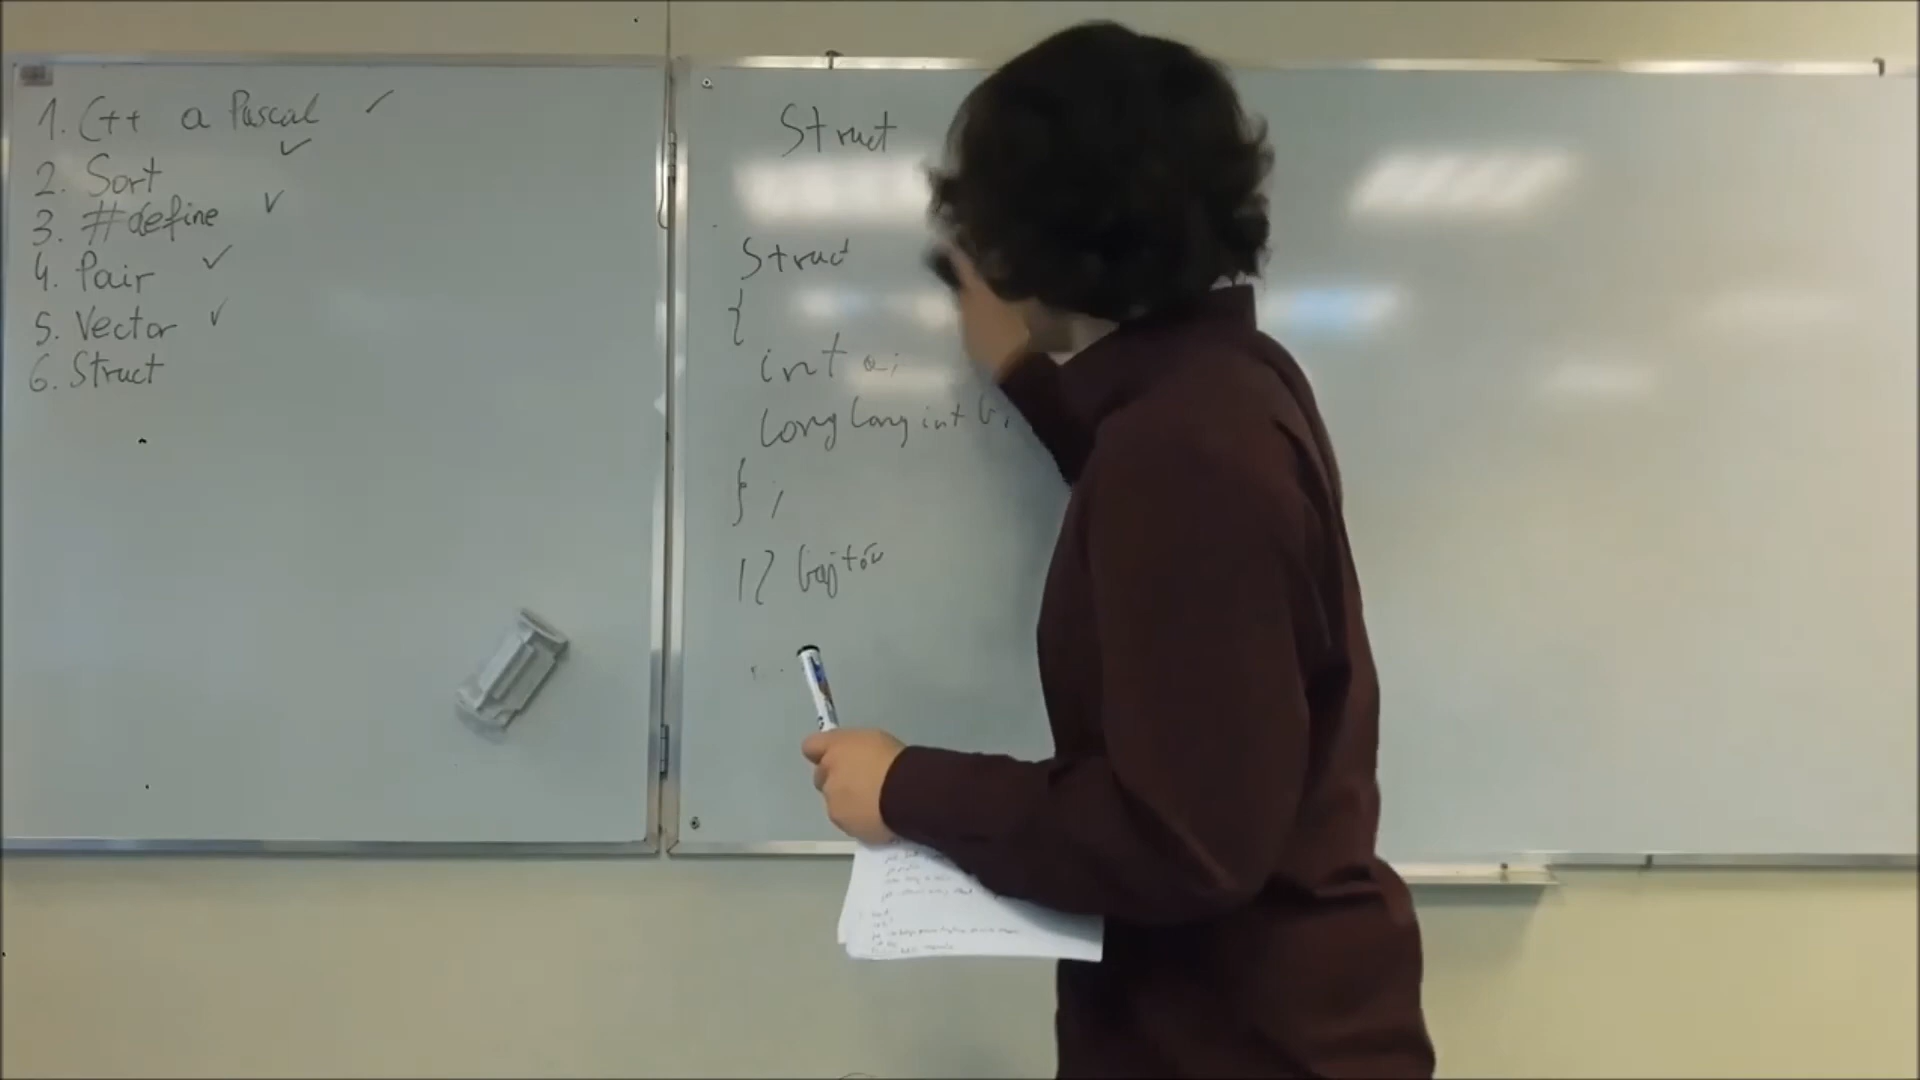 1. C++ a Pascal ✓
2. Sort ✓
3. #define ✓
4. Pair ✓
5. Vector ✓
6. Struct
Struct
Struct
{
int a;
long long int b;
};
12 bajtów